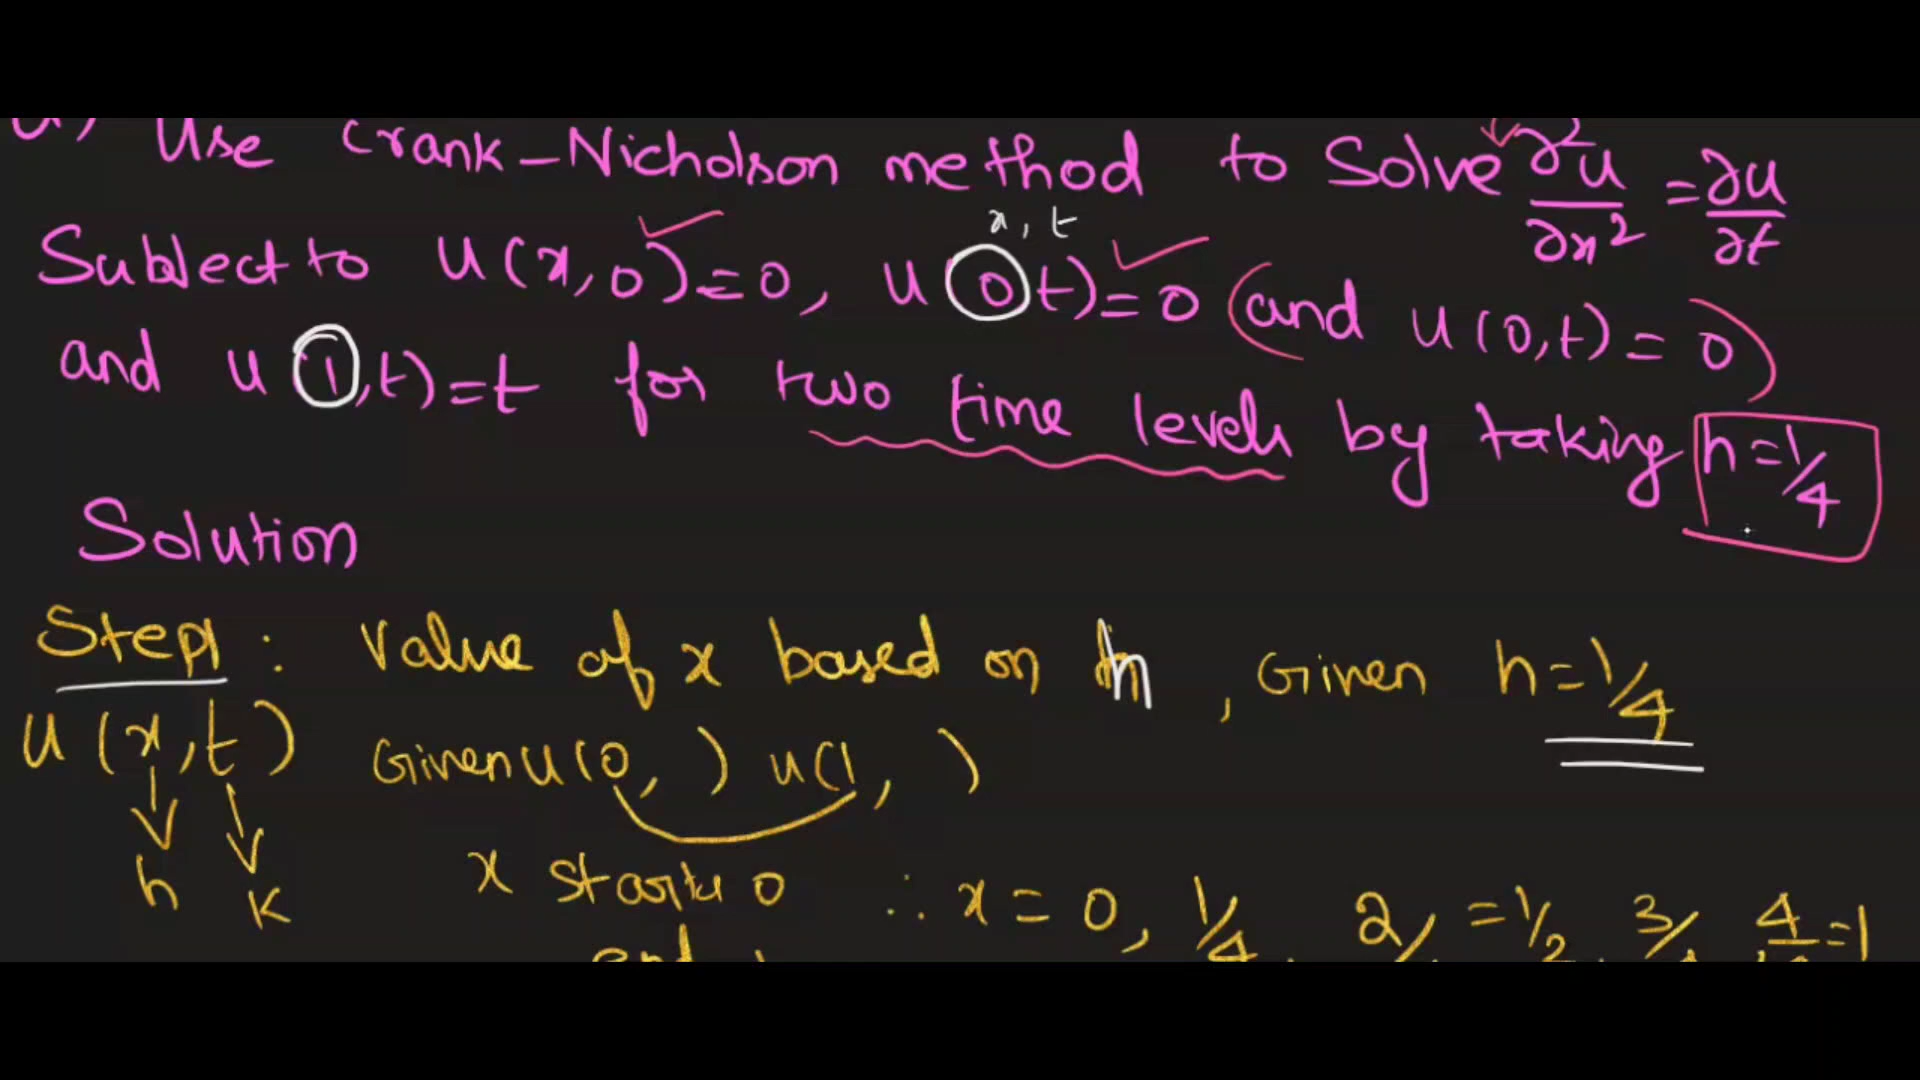 Use Crank-Nicholson method to Solve ∂²u/∂x² = ∂u/∂t
x, t
Subject to u(x,0)=0, u(0,t)=0 (and u(0,t)=0)
and u(1,t)=t for two time levels by taking h=1/4
Solution
Step1: Value of x based on h, Given h=1/4
u(x,t) Given u(0, ) u(1, )
h k
x starts 0 ∴ x = 0, 1/4, 2/ =1/2, 3/4, 4/4=1
end